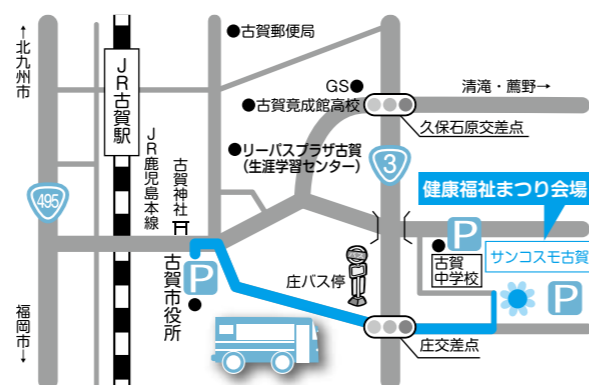 ←北九州市
JR古賀駅
JR鹿児島本線
●古賀郵便局
GS●
●古賀竟成館高校
清滝・薦野→
久保石原交差点
●リーパスプラザ古賀
（生涯学習センター）
3
495
古賀神社
健康福祉まつり会場
P
サンコスモ古賀
古賀
中学校
P
P
古賀市役所
庄バス停
庄交差点
福岡市→